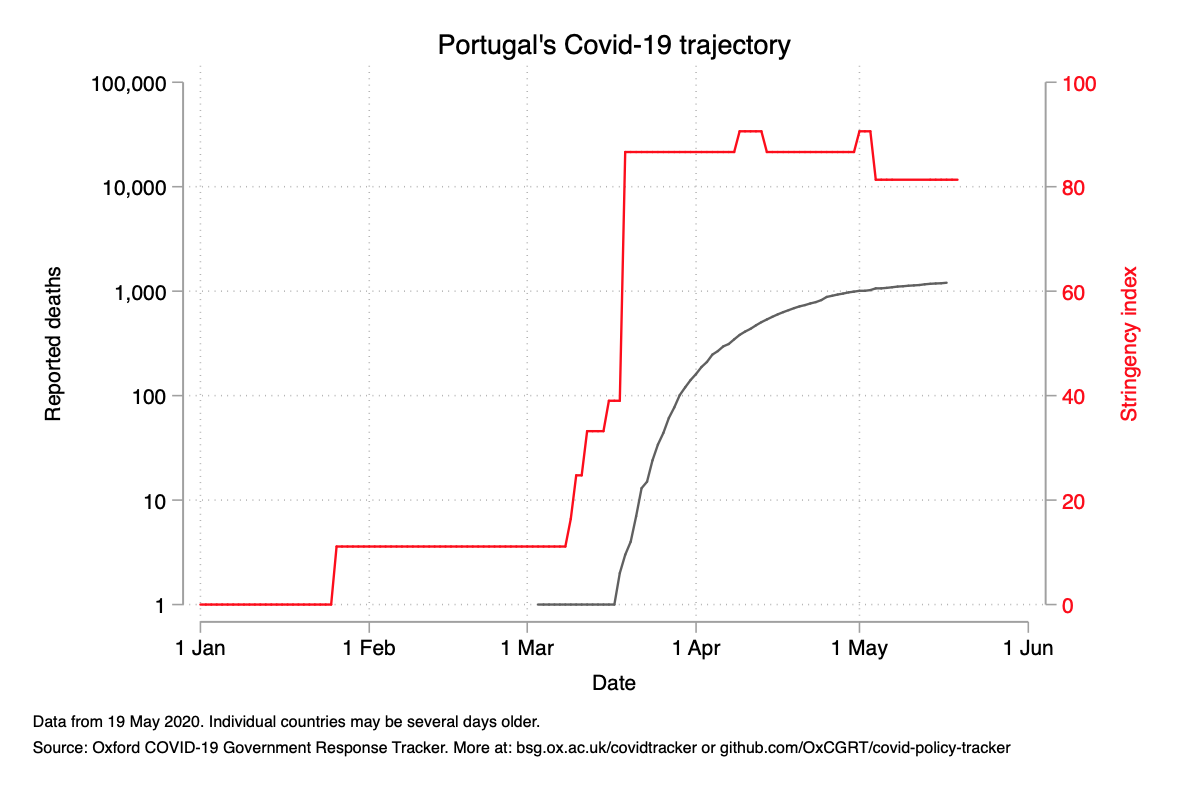 Portugal's Covid-19 trajectory
100,000
10,000
1,000
100
10
1
Reported deaths
100
80
60
40
20
0
Stringency index
1 Jan 1 Feb 1 Mar 1 Apr 1 May 1 Jun
Date
Data from 19 May 2020. Individual countries may be several days older.
Source: Oxford COVID-19 Government Response Tracker. More at: bsg.ox.ac.uk/covidtracker or github.com/OxCGRT/covid-policy-tracker